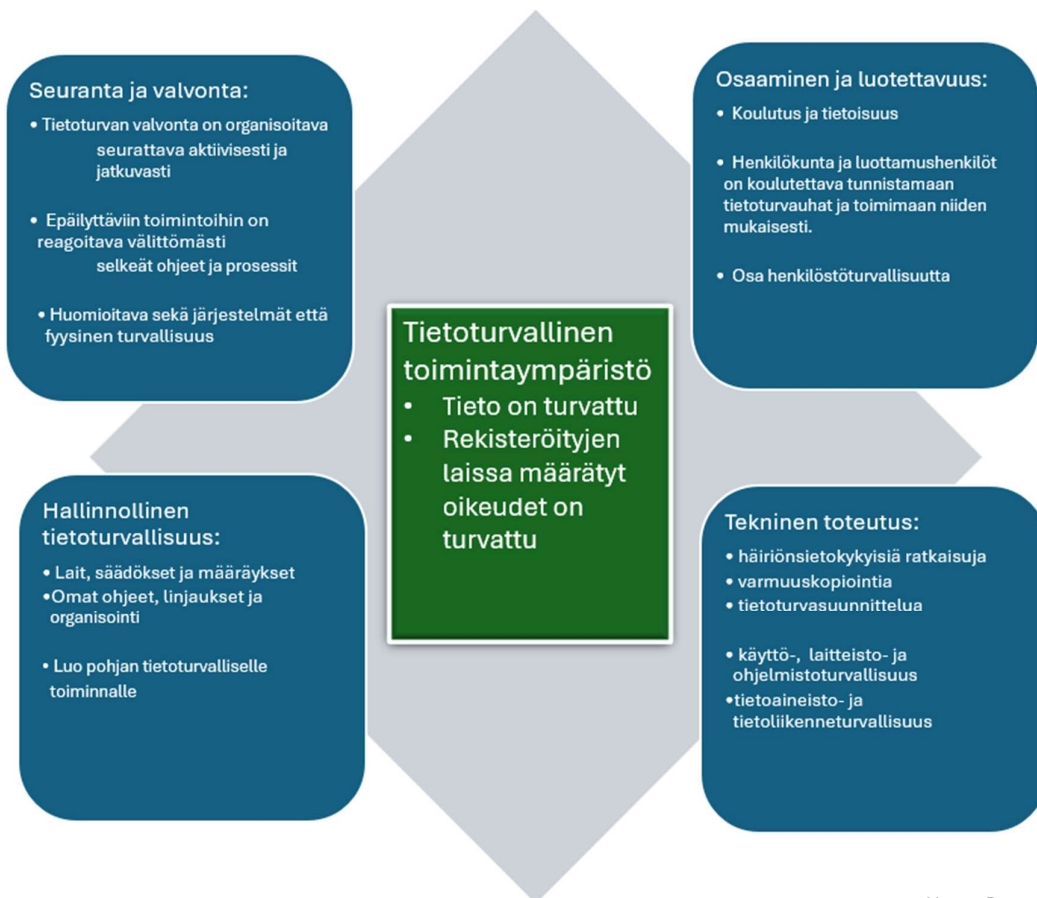 Seuranta ja valvonta:
• Tietoturvan valvonta on organisoitava
seurattava aktiivisesti ja
jatkuvasti
• Epäilyttäviin toimintoihin on
reagoitava välittömästi
selkeät ohjeet ja prosessit
• Huomioitava sekä järjestelmät että
fyysinen turvallisuus
Osaaminen ja luotettavuus:
• Koulutus ja tietoisuus
• Henkilökunta ja luottamushenkilöt
on koulutettava tunnistamaan
tietoturvauhat ja toimimaan niiden
mukaisesti.
• Osa henkilöstöturvallisuutta
Tietoturvallinen
toimintaympäristö
• Tieto on turvattu
• Rekisteröityjen
laissa määrätyt
oikeudet on
turvattu
Hallinnollinen
tietoturvallisuus:
• Lait, säädökset ja määräykset
•Omat ohjeet, linjaukset ja
organisointi
• Luo pohjan tietoturvalliselle
toiminnalle
Tekninen toteutus:
• häiriönsietokykyisiä ratkaisuja
• varmuuskopiointia
• tietoturvasuunnittelua
• käyttö-, laitteisto- ja
ohjelmistoturvallisuus
•tietoaineisto- ja
tietoliikenneturvallisuus